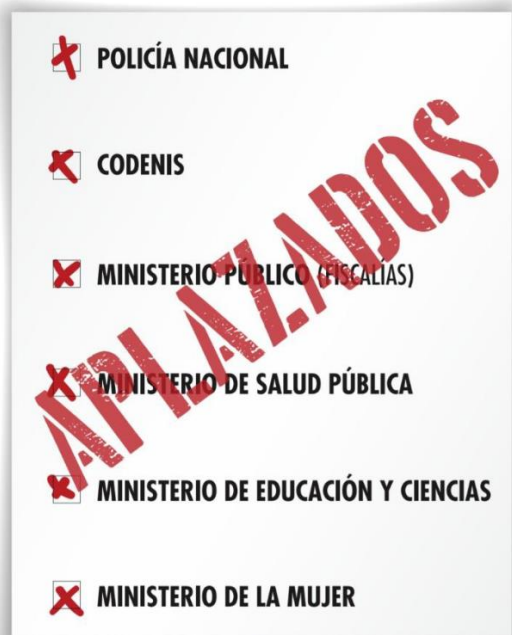 POLICÍA NACIONAL
CODENIS
MINISTERIO PÚBLICO (FISCALÍAS)
MINISTERIO DE SALUD PÚBLICA
MINISTERIO DE EDUCACIÓN Y CIENCIAS
MINISTERIO DE LA MUJER
APLAZADOS